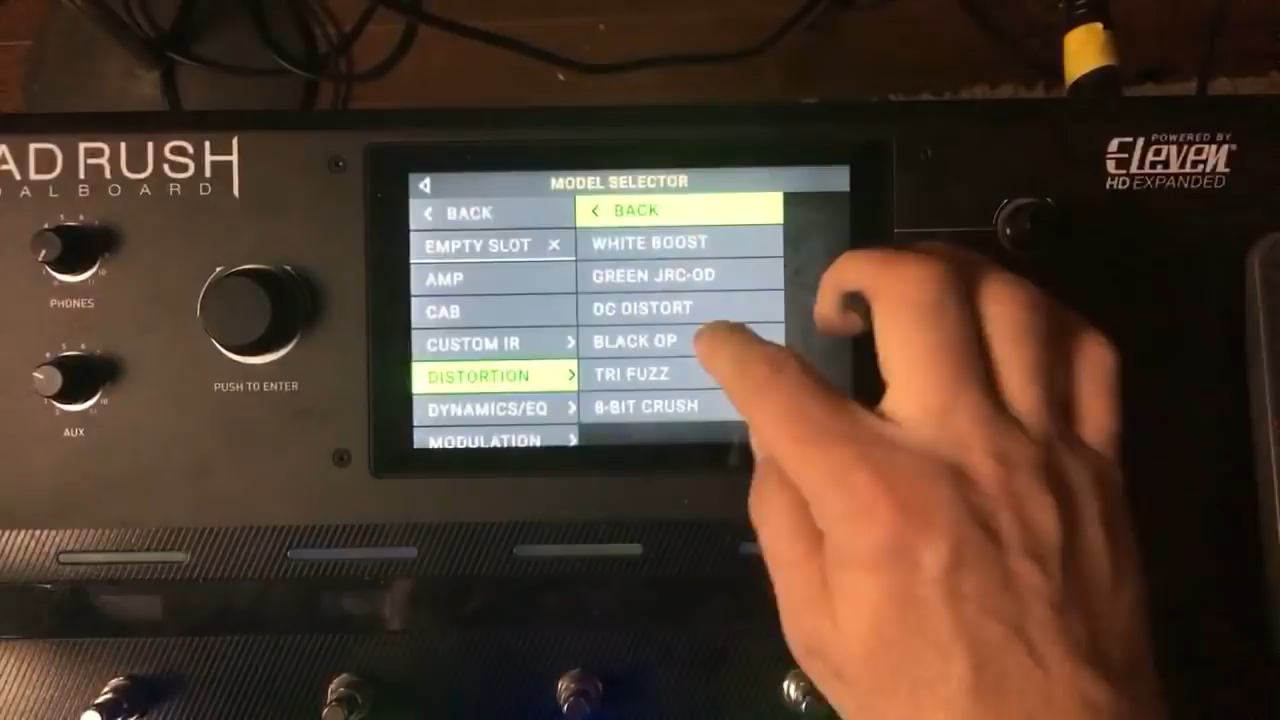 AD RUSH
DALBOARD
PHONES
AUX
PUSH TO ENTER
MODEL SELECTOR
< BACK
EMPTY SLOT ×
AMP
CAB
CUSTOM IR >
DISTORTION >
DYNAMICS/EQ >
MODULATION >
< BACK
WHITE BOOST
GREEN JRC-OD
DC DISTORT
BLACK OP
TRI FUZZ
8-BIT CRUSH
POWERED BY
Eleven
HD EXPANDED